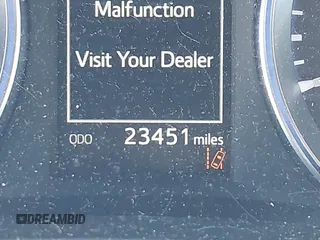 Malfunction
Visit Your Dealer
ODO 23451 miles
DREAMBID